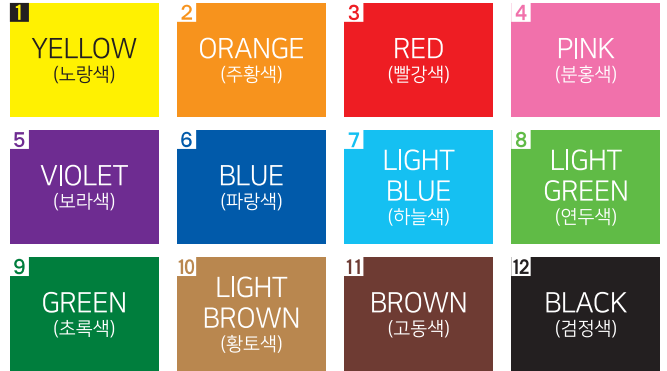 1
YELLOW
(노랑색)
2
ORANGE
(주황색)
3
RED
(빨강색)
4
PINK
(분홍색)
5
VIOLET
(보라색)
6
BLUE
(파랑색)
7
LIGHT
BLUE
(하늘색)
8
LIGHT
GREEN
(연두색)
9
GREEN
(초록색)
10
LIGHT
BROWN
(황토색)
11
BROWN
(고동색)
12
BLACK
(검정색)